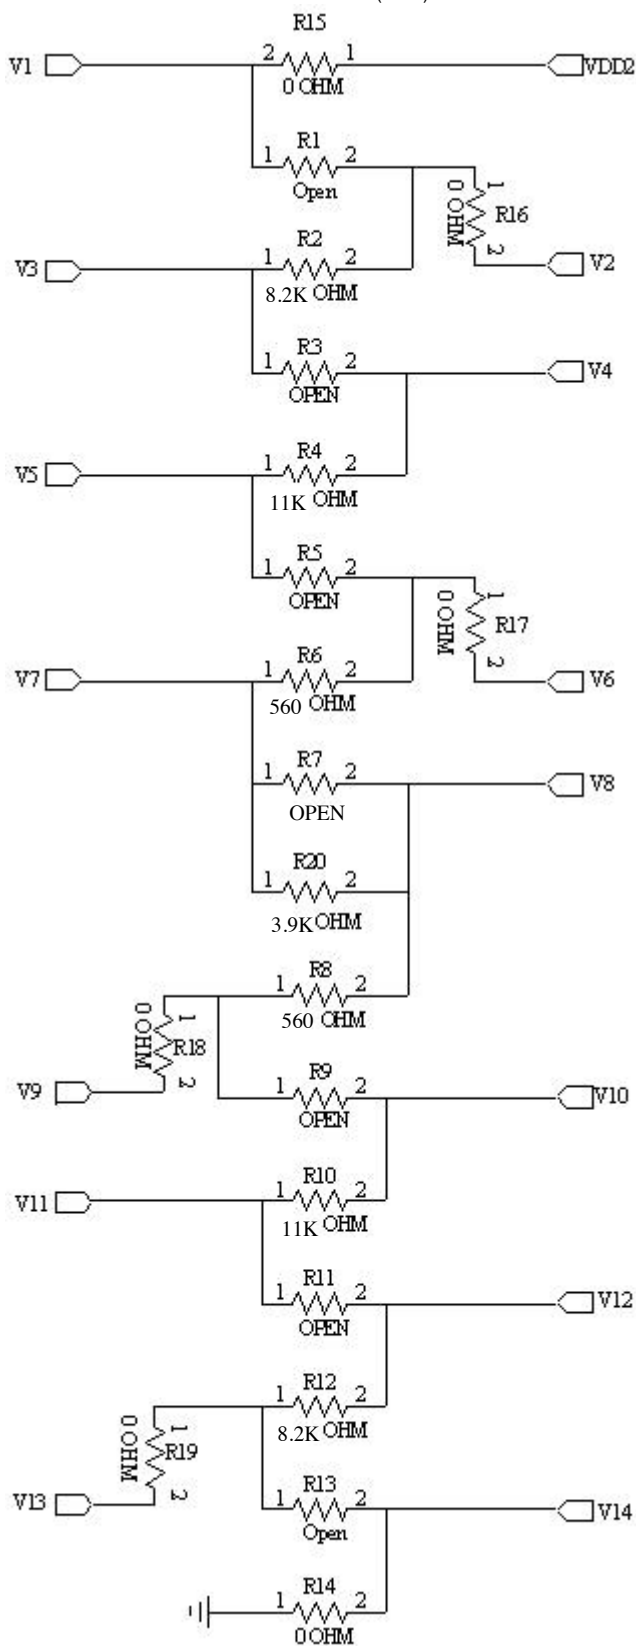 R15
V1 2 1 VDD2
0 OHM
R1
1 2
Open
1
0 OHM R16
2
R2
V3 1 2 V2
8.2K OHM
R3
1 2 V4
OPEN
R4
V5 1 2
11K OHM
R5
1 2
OPEN
1
0 OHM R17
2
R6
V7 1 2 V6
560 OHM
R7
1 2 V8
OPEN
R20
1 2
3.9K OHM
R8
1 2
560 OHM
1
0 OHM R18
2
V9
R9
1 2 V10
OPEN
R10
V11 1 2
11K OHM
R11
1 2 V12
OPEN
R12
1 2
8.2K OHM
1
0 OHM R19
2
V13
R13
1 2 V14
Open
R14
1 2
0 OHM